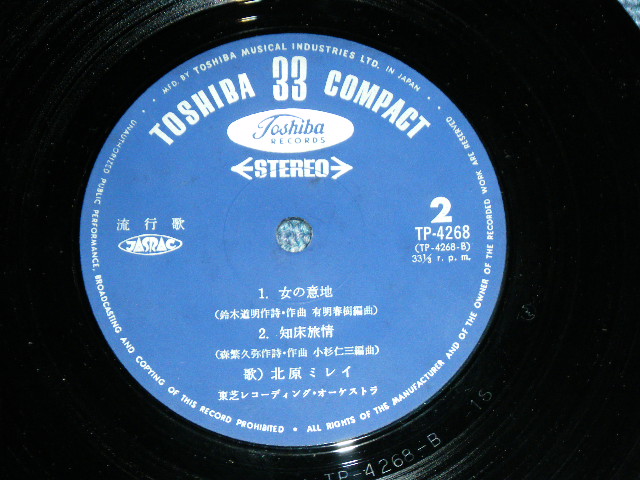 MFD. BY TOSHIBA MUSICAL INDUSTRIES LTD. IN JAPAN
TOSHIBA 33 COMPACT
Toshiba
RECORDS
STEREO
流行歌
JASRAC
2
TP-4268
(TP-4268-B)
33⅓ r. p. m.
1. 女の意地
(鈴木道明作詩・作曲 有明春樹編曲)
2. 知床旅情
(森繁久弥作詩・作曲 小杉仁三編曲)
歌) 北原ミレイ
東芝レコーディング・オーケストラ
UNAUTHORIZED PUBLIC PERFORMANCE, BROADCASTING AND COPYING OF THIS RECORD PROHIBITED • ALL RIGHTS OF THE MANUFACTURER AND OF THE OWNER OF THE RECORDED WORK ARE RESERVED
TP-4268-B 1S